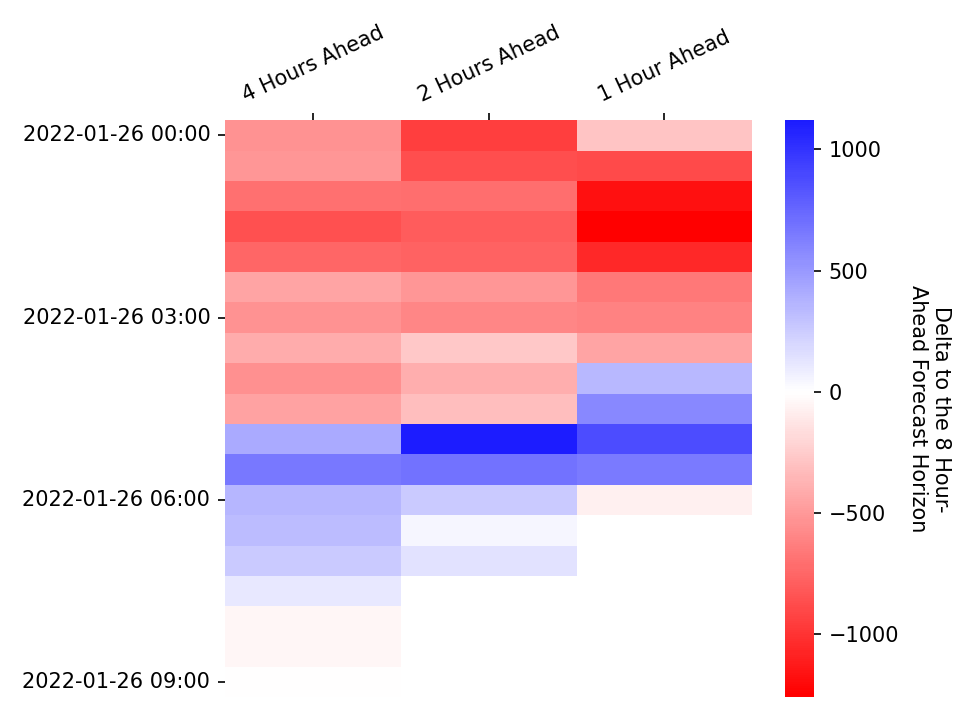 4 Hours Ahead
2 Hours Ahead
1 Hour Ahead
2022-01-26 00:00
2022-01-26 03:00
2022-01-26 06:00
2022-01-26 09:00
1000
500
0
−500
−1000
Delta to the 8 Hour-
Ahead Forecast Horizon